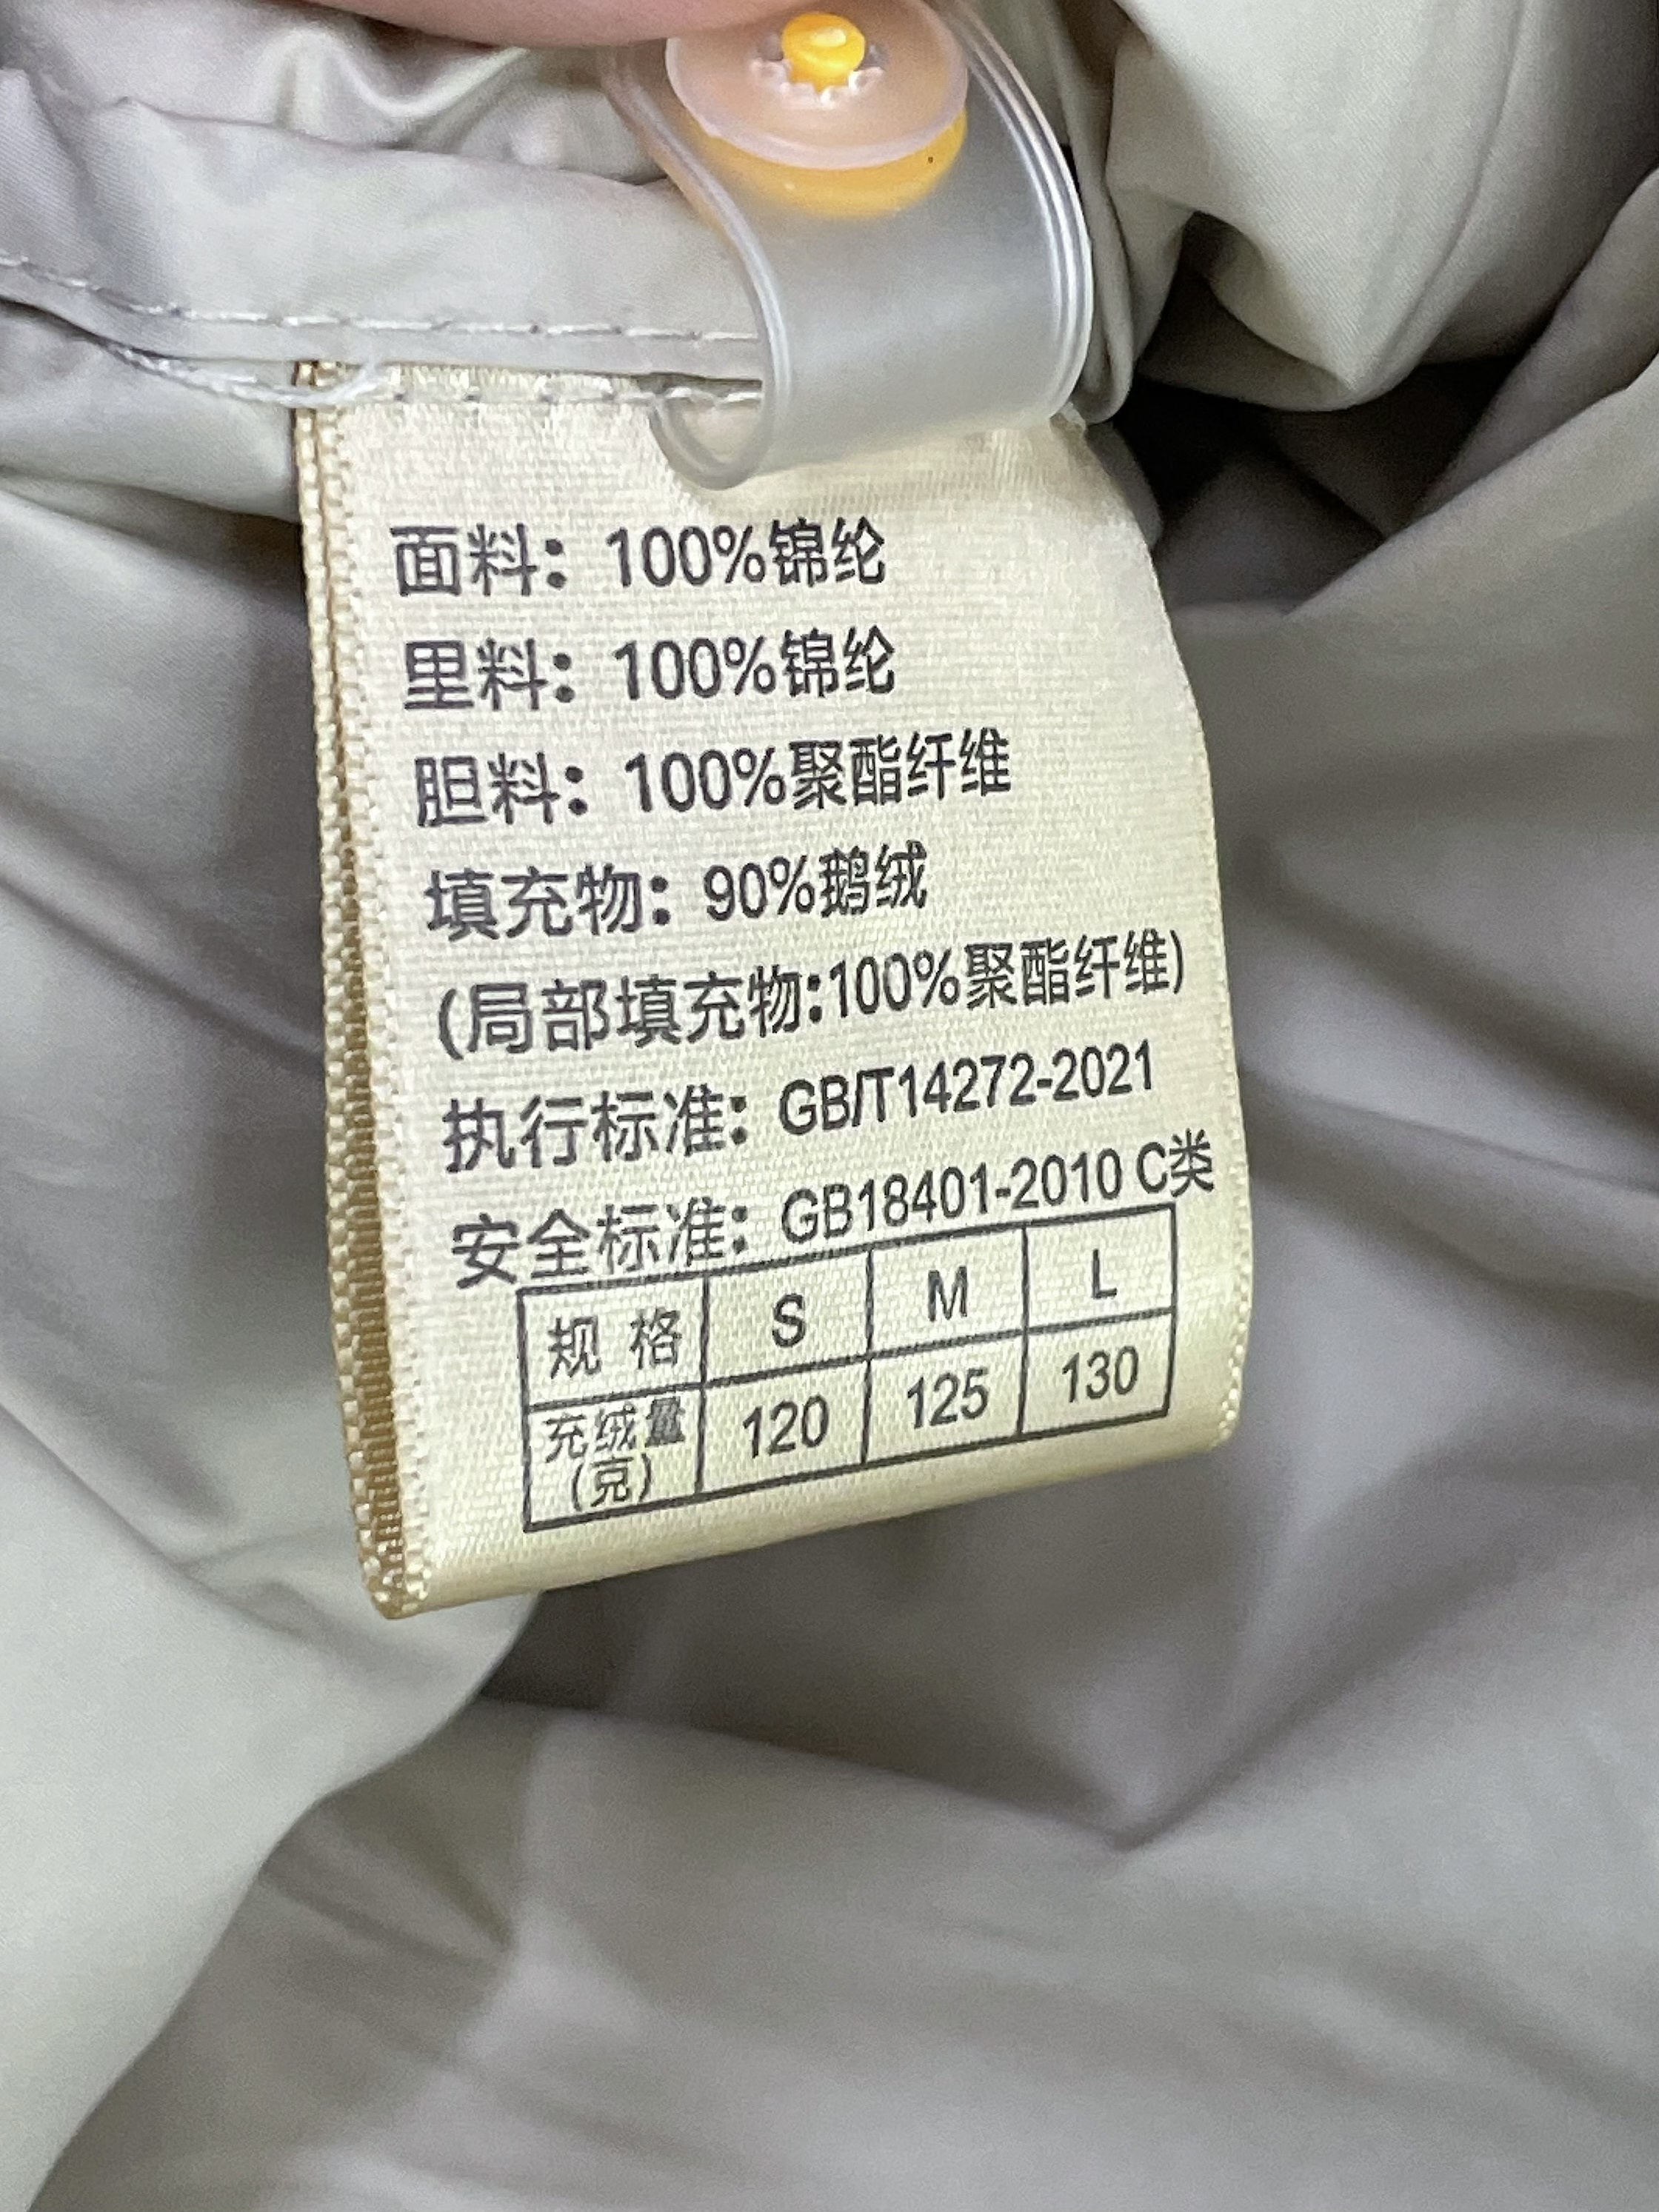 面料：100%锦纶
里料：100%锦纶
胆料：100%聚酯纤维
填充物：90%鹅绒
(局部填充物:100%聚酯纤维)
执行标准：GB/T14272-2021
安全标准：GB18401-2010 C类
规 格 S M L
充绒量(克) 120 125 130